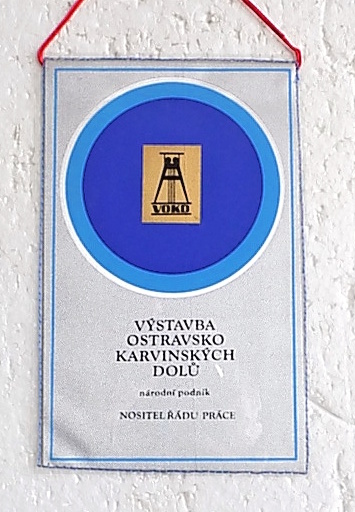 VOKD
VÝSTAVBA
OSTRAVSKO
KARVINSKÝCH
DOLŮ
národní podnik
NOSITEL ŘÁDU PRÁCE